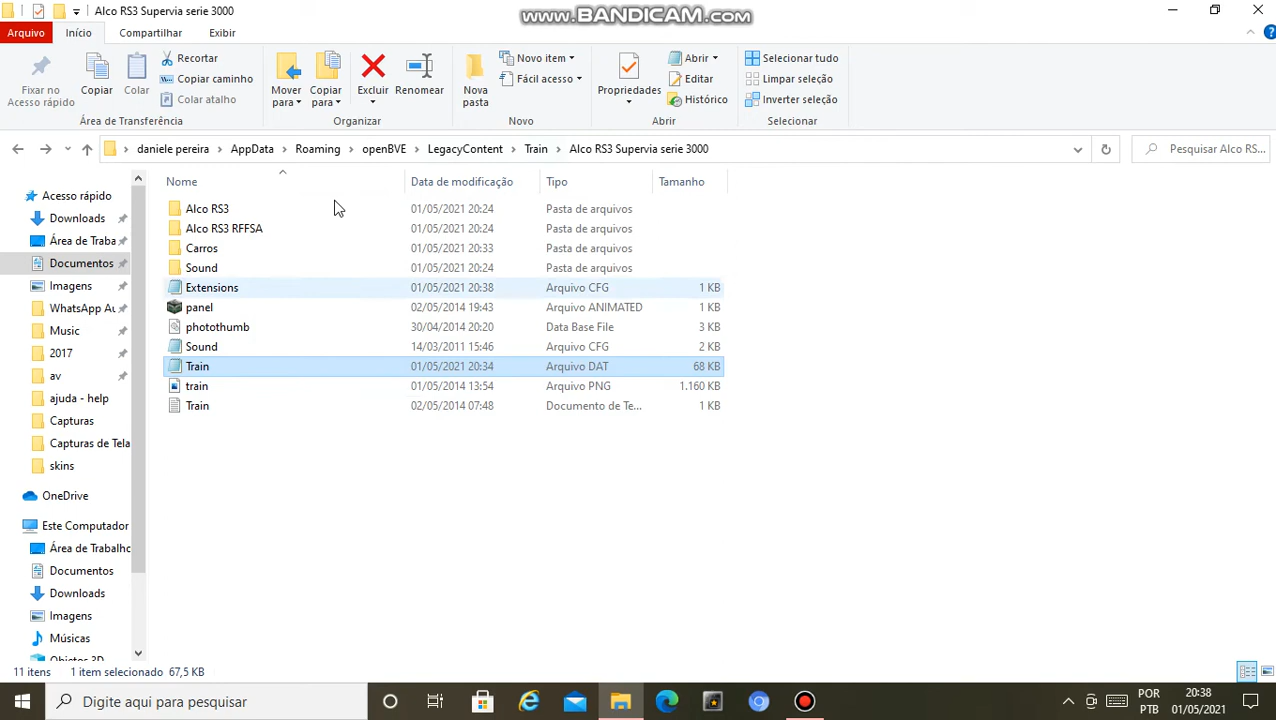 Alco RS3 Supervia serie 3000
www.BANDICAM.com
Arquivo Início Compartilhar Exibir
Fixar no Acesso rápido
Copiar
Colar
Recortar
Copiar caminho
Colar atalho
Área de Transferência
Mover para
Copiar para
Excluir
Renomear
Organizar
Nova pasta
Novo item
Fácil acesso
Novo
Propriedades
Abrir
Editar
Histórico
Abrir
Selecionar tudo
Limpar seleção
Inverter seleção
Selecionar
daniele pereira > AppData > Roaming > openBVE > LegacyContent > Train > Alco RS3 Supervia serie 3000
Pesquisar Alco RS...
Nome Data de modificação Tipo Tamanho
Alco RS3 01/05/2021 20:24 Pasta de arquivos
Alco RS3 RFFSA 01/05/2021 20:24 Pasta de arquivos
Carros 01/05/2021 20:33 Pasta de arquivos
Sound 01/05/2021 20:24 Pasta de arquivos
Extensions 01/05/2021 20:38 Arquivo CFG 1 KB
panel 02/05/2014 19:43 Arquivo ANIMATED 1 KB
photothumb 30/04/2014 20:20 Data Base File 3 KB
Sound 14/03/2011 15:46 Arquivo CFG 2 KB
Train 01/05/2021 20:34 Arquivo DAT 68 KB
train 01/05/2014 13:54 Arquivo PNG 1.160 KB
Train 02/05/2014 07:48 Documento de Te... 1 KB
Acesso rápido
Downloads
Área de Traba
Documentos
Imagens
WhatsApp Au
Music
2017
av
ajuda - help
Capturas
Capturas de Tela
skins
OneDrive
Este Computador
Área de Trabalho
Documentos
Downloads
Imagens
Músicas
Objetos 3D
11 itens 1 item selecionado 67,5 KB
Digite aqui para pesquisar
POR
PTB
20:38
01/05/2021